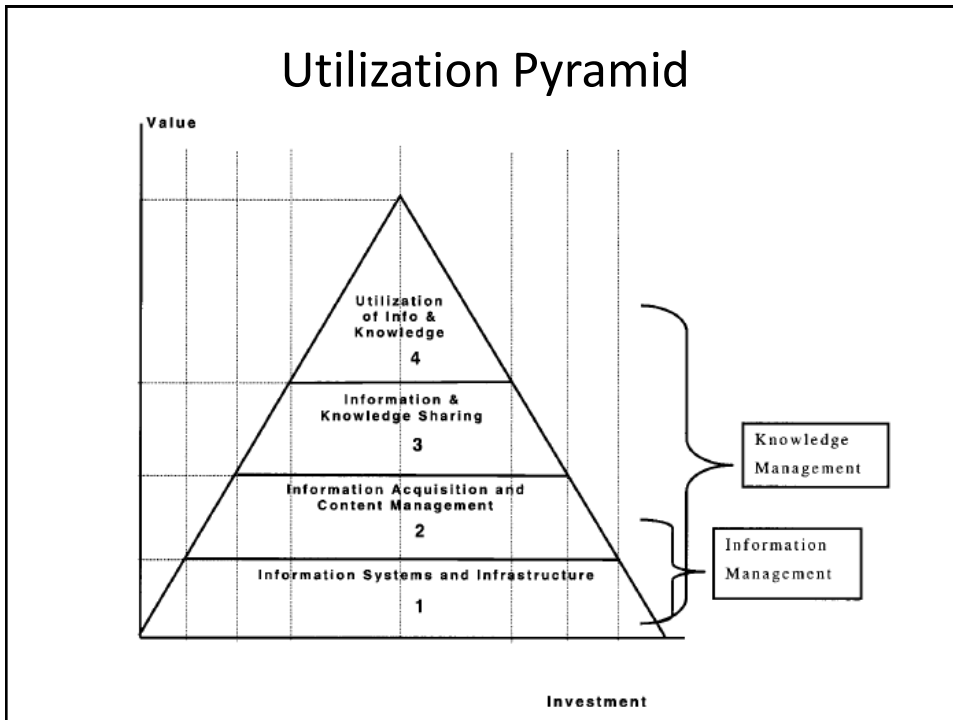 Utilization Pyramid
Value
Utilization
of Info &
Knowledge
4
Information &
Knowledge Sharing
3
Information Acquisition and
Content Management
2
Information Systems and Infrastructure
1
Knowledge
Management
Information
Management
Investment